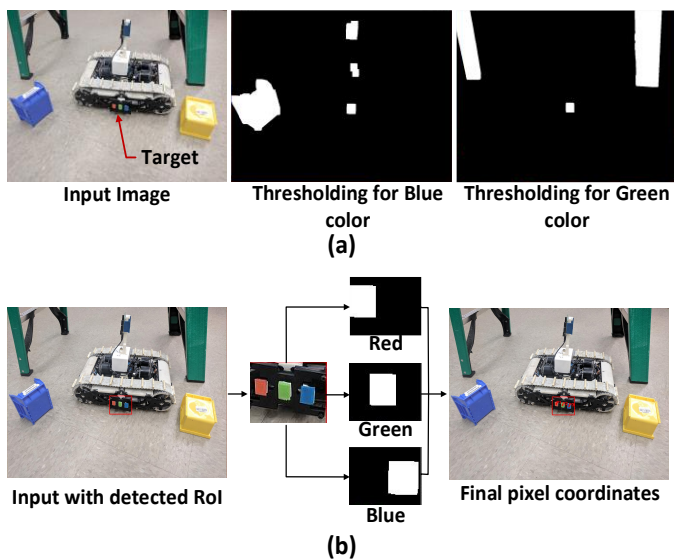 Target
Input Image
Thresholding for Blue
color
Thresholding for Green
color
(a)
Red
Green
Blue
Input with detected RoI
Final pixel coordinates
(b)